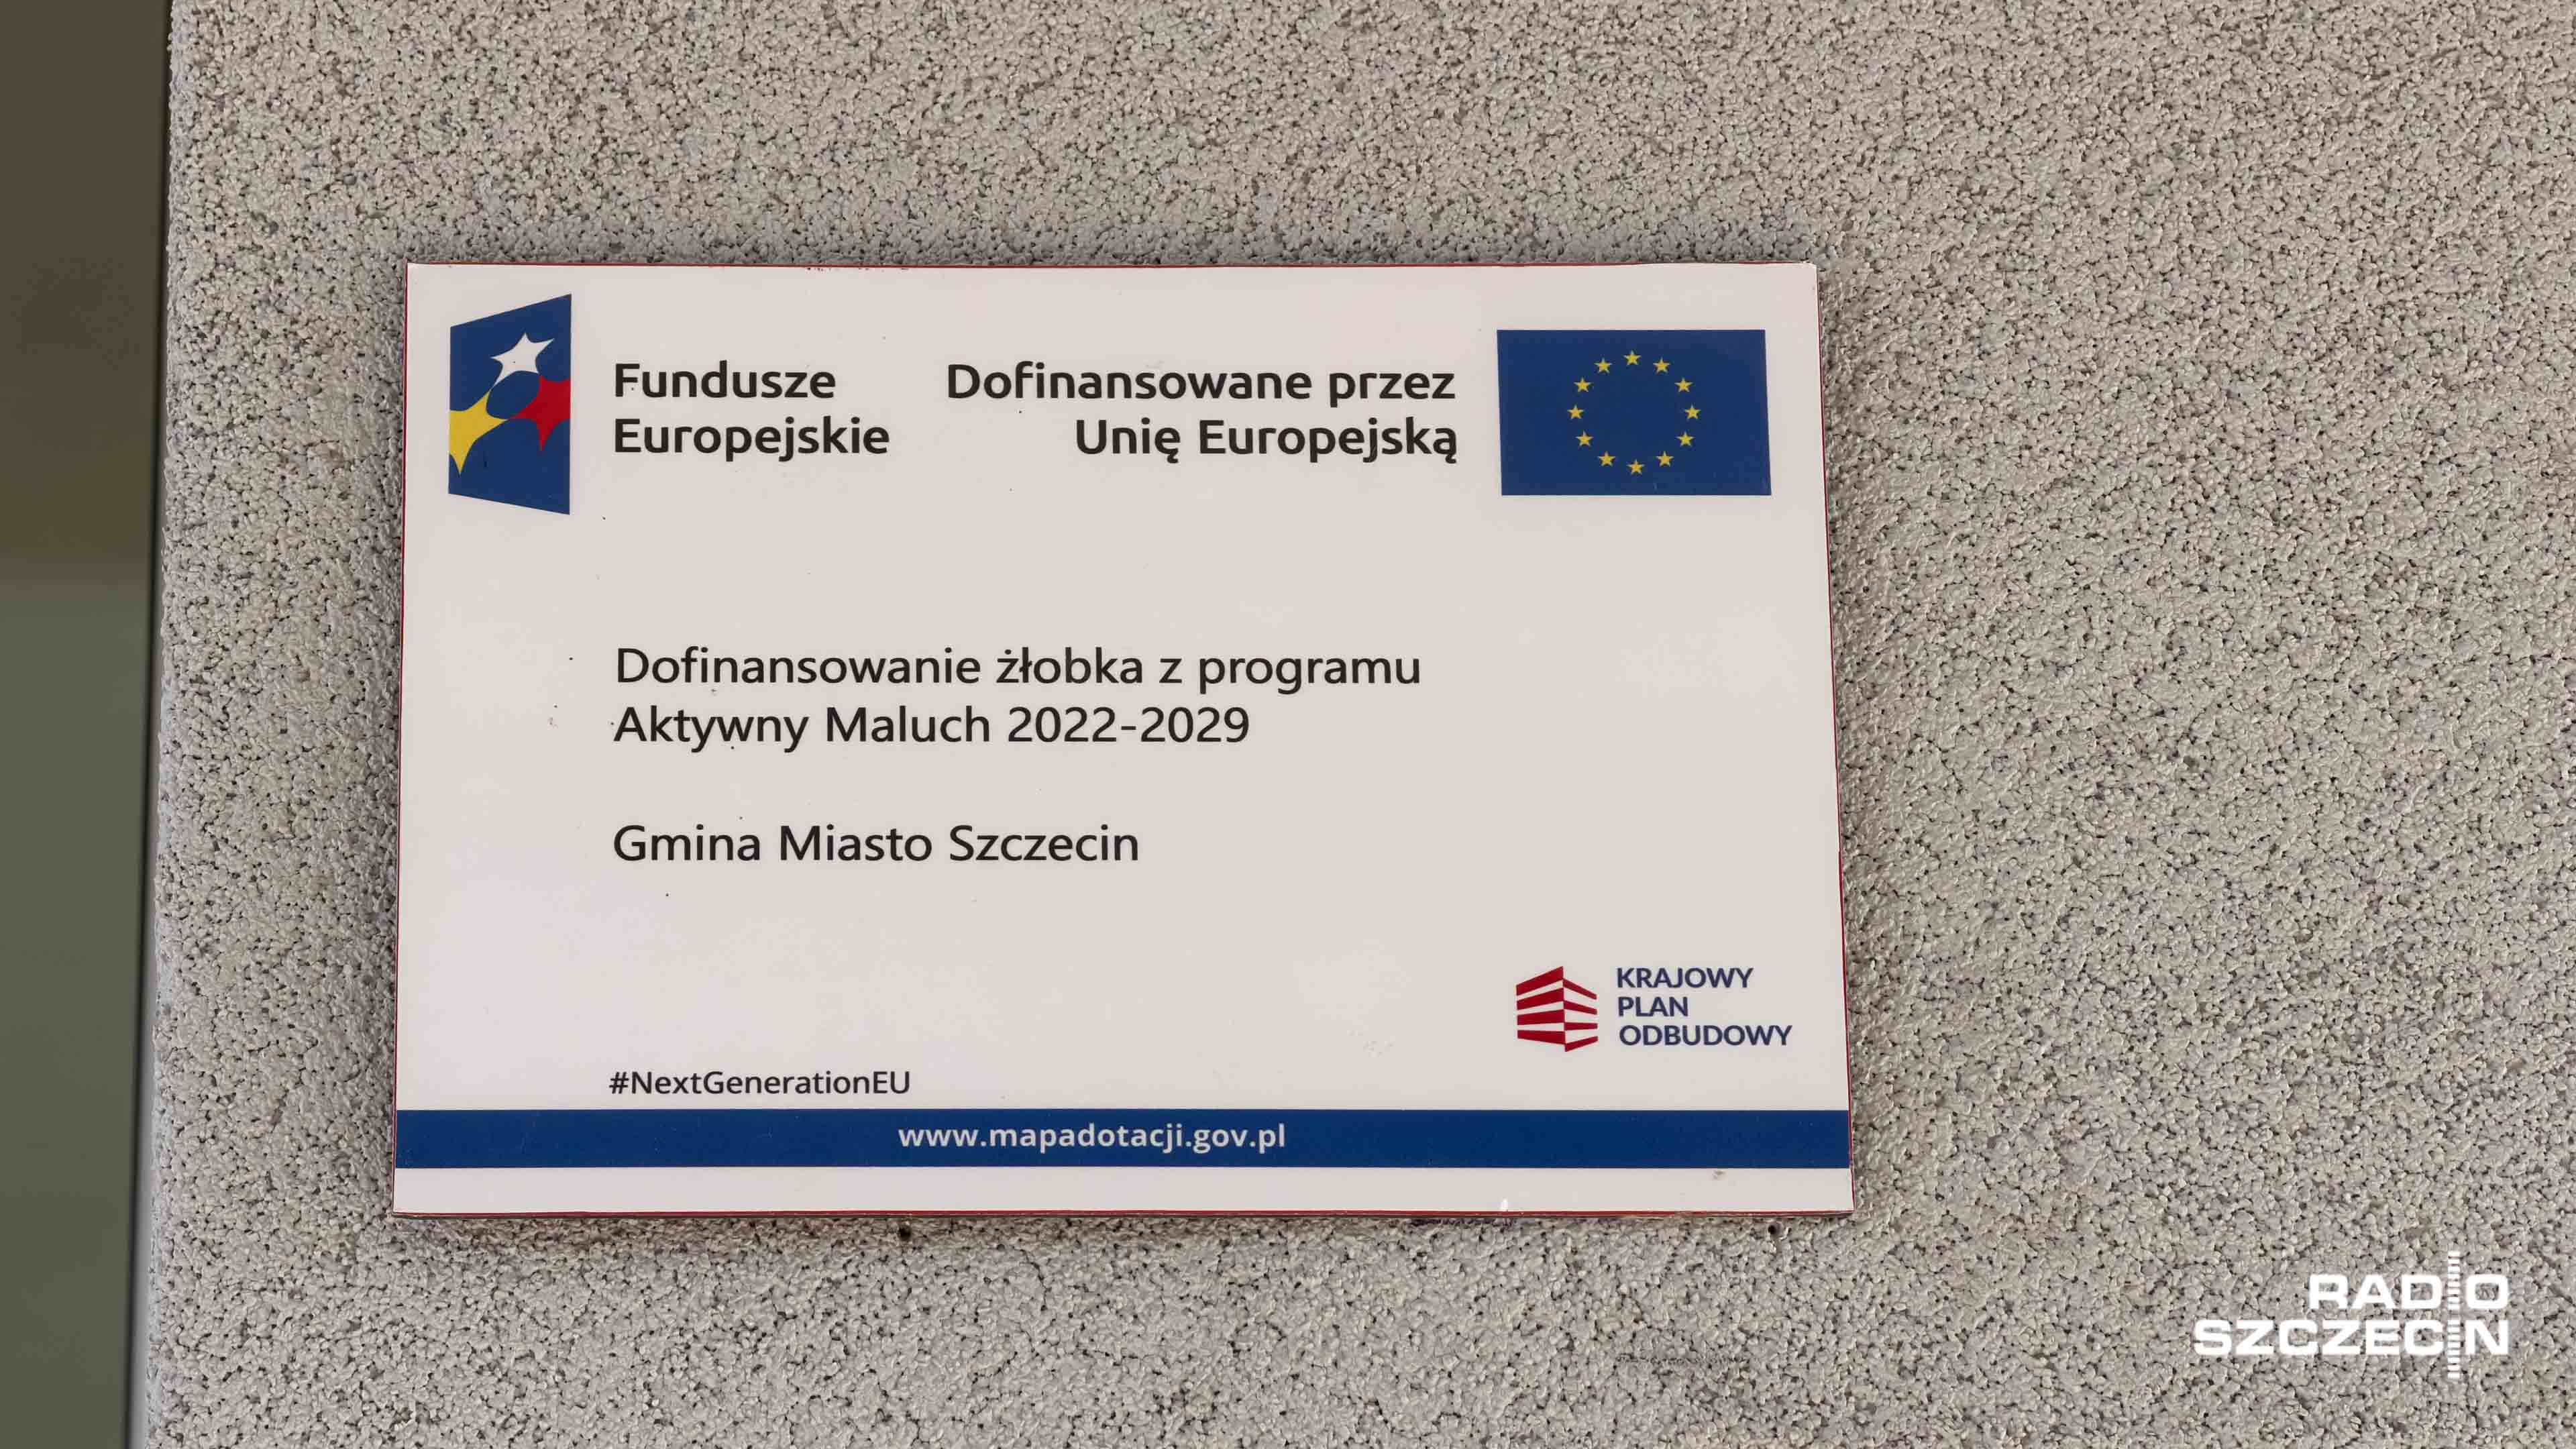 Fundusze
Europejskie
Dofinansowane przez
Unię Europejską
Dofinansowanie żłobka z programu
Aktywny Maluch 2022-2029
Gmina Miasto Szczecin
KRAJOWY
PLAN
ODBUDOWY
#NextGenerationEU
www.mapadotacji.gov.pl
RADIO
SZCZECIN